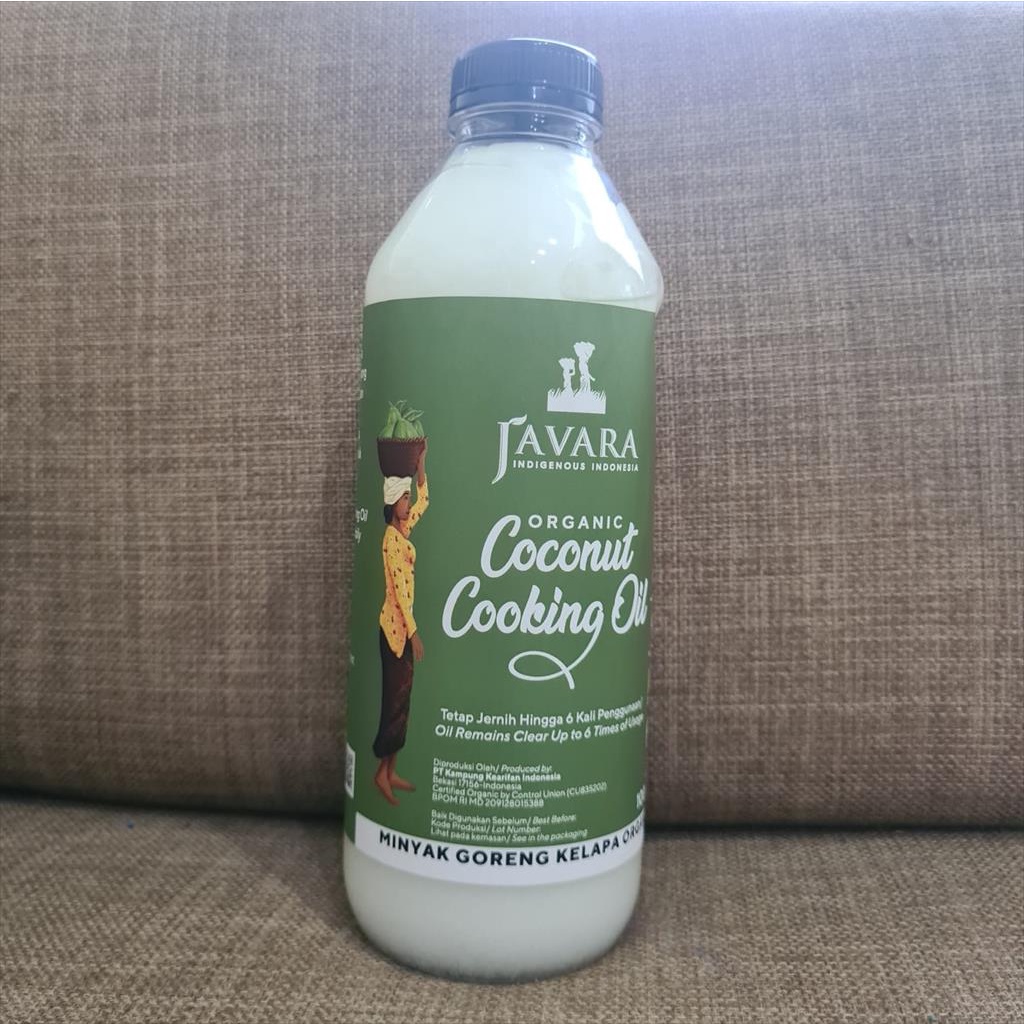 JAVARA
INDIGENOUS INDONESIA
ORGANIC
Coconut
Cooking Oil
Tetap Jernih Hingga 6 Kali Penggunaan/
Oil Remains Clear Up to 6 Times of Usage
Diproduksi Oleh/ Produced by:
PT Kampung Kearifan Indonesia
Bekasi 17156-Indonesia
Certified Organic by Control Union (CU835202)
BPOM RI MD 209128015388
Baik Digunakan Sebelum/ Best Before:
Kode Produksi/ Lot Number:
Lihat pada kemasan/ See in the packaging
MINYAK GORENG KELAPA